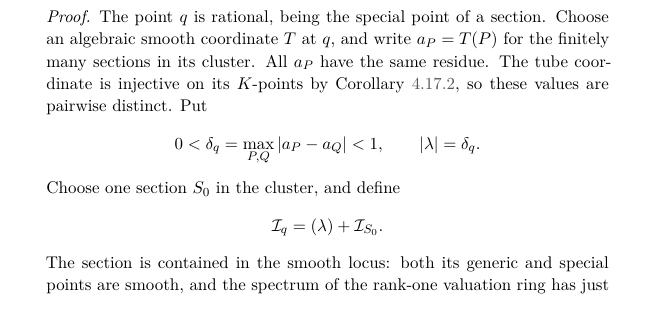 Proof. The point q is rational, being the special point of a section. Choose
an algebraic smooth coordinate T at q, and write a_P = T(P) for the finitely
many sections in its cluster. All a_P have the same residue. The tube coor-
dinate is injective on its K-points by Corollary 4.17.2, so these values are
pairwise distinct. Put
0 < δ_q = max_{P,Q} |a_P − a_Q| < 1, |λ| = δ_q.
Choose one section S_0 in the cluster, and define
ℐ_q = (λ) + ℐ_{S_0}.
The section is contained in the smooth locus: both its generic and special
points are smooth, and the spectrum of the rank-one valuation ring has just